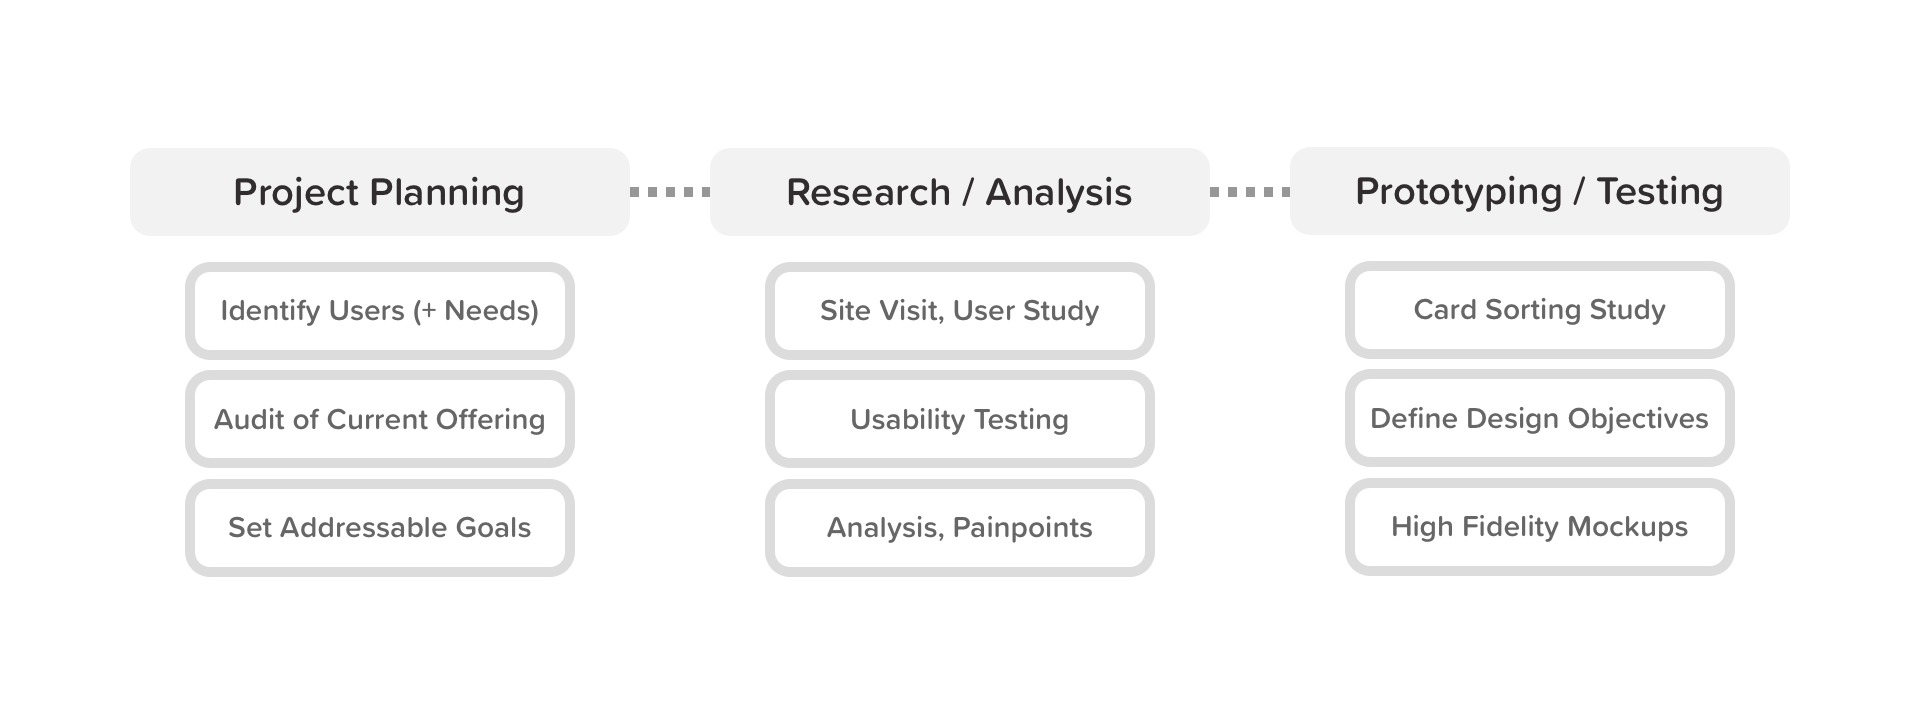 Project Planning
Identify Users (+ Needs)
Audit of Current Offering
Set Addressable Goals
Research / Analysis
Site Visit, User Study
Usability Testing
Analysis, Painpoints
Prototyping / Testing
Card Sorting Study
Define Design Objectives
High Fidelity Mockups